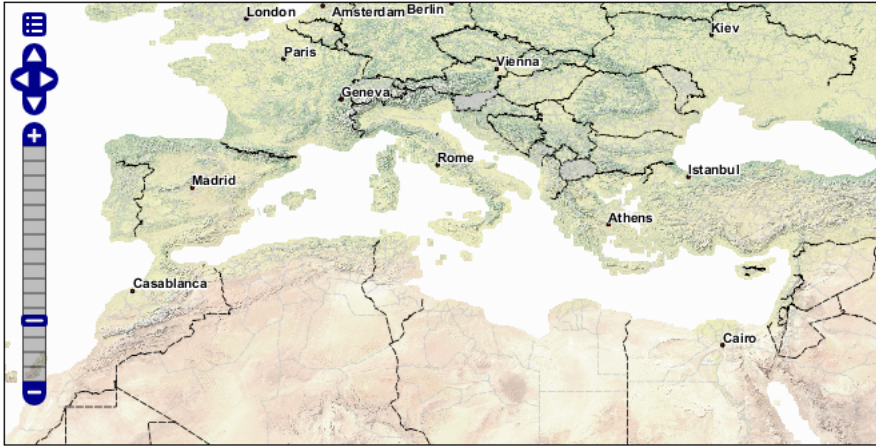 London
Amsterdam
Berlin
Kiev
Paris
Vienna
Geneva
Rome
Istanbul
Madrid
Athens
Casablanca
Cairo